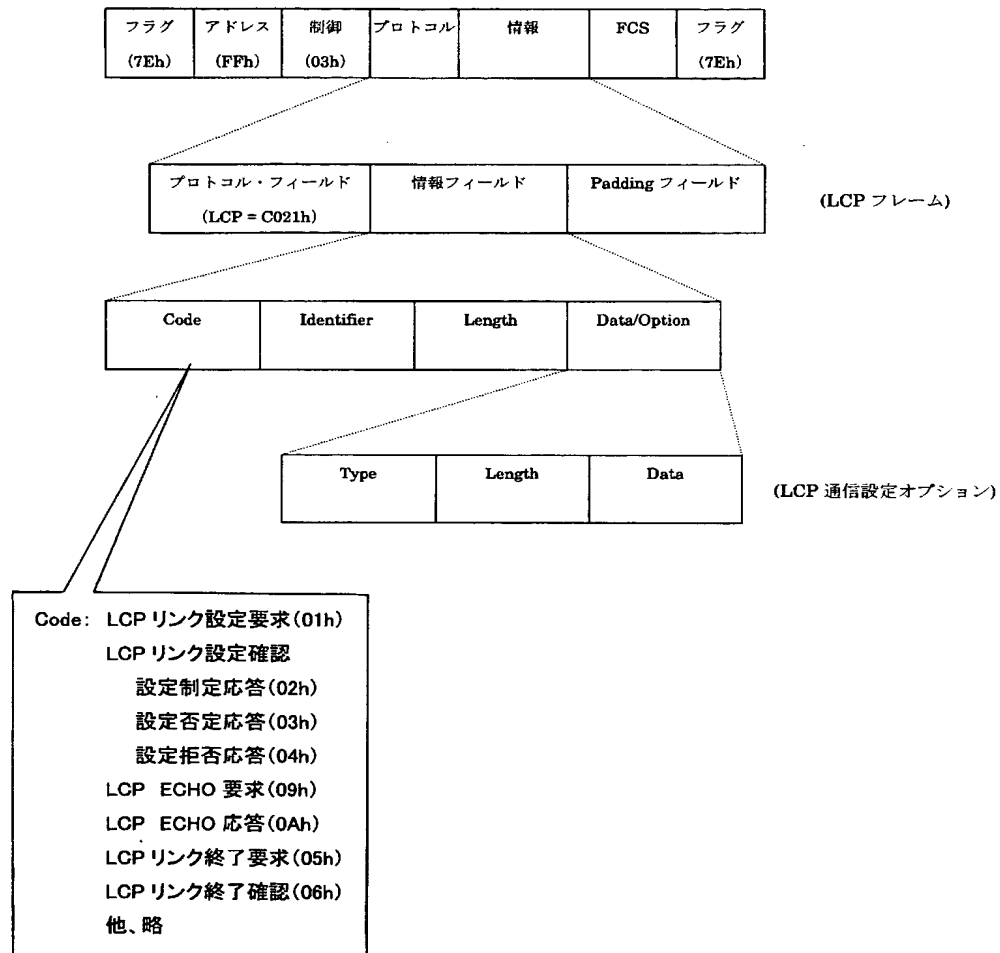 フラグ アドレス 制御 プロトコル 情報 FCS フラグ
(7Eh) (FFh) (03h) (7Eh)
プロトコル・フィールド 情報フィールド Padding フィールド
(LCP = C021h)
(LCP フレーム)
Code Identifier Length Data/Option
Type Length Data
(LCP 通信設定オプション)
Code: LCP リンク設定要求(01h)
LCP リンク設定確認
設定制定応答(02h)
設定否定応答(03h)
設定拒否応答(04h)
LCP ECHO 要求(09h)
LCP ECHO 応答(0Ah)
LCP リンク終了要求(05h)
LCP リンク終了確認(06h)
他、略